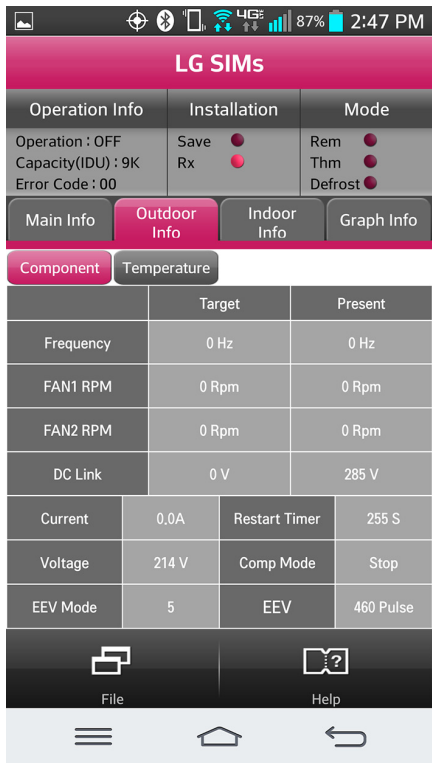 4G 87% 2:47 PM
LG SIMs
Operation Info Installation Mode
Operation : OFF Save Rem
Capacity(IDU) : 9K Rx Thm
Error Code : 00 Defrost
Main Info Outdoor Info Indoor Info Graph Info
Component Temperature
Target Present
Frequency 0 Hz 0 Hz
FAN1 RPM 0 Rpm 0 Rpm
FAN2 RPM 0 Rpm 0 Rpm
DC Link 0 V 285 V
Current 0.0A Restart Timer 255 S
Voltage 214 V Comp Mode Stop
EEV Mode 5 EEV 460 Pulse
File Help